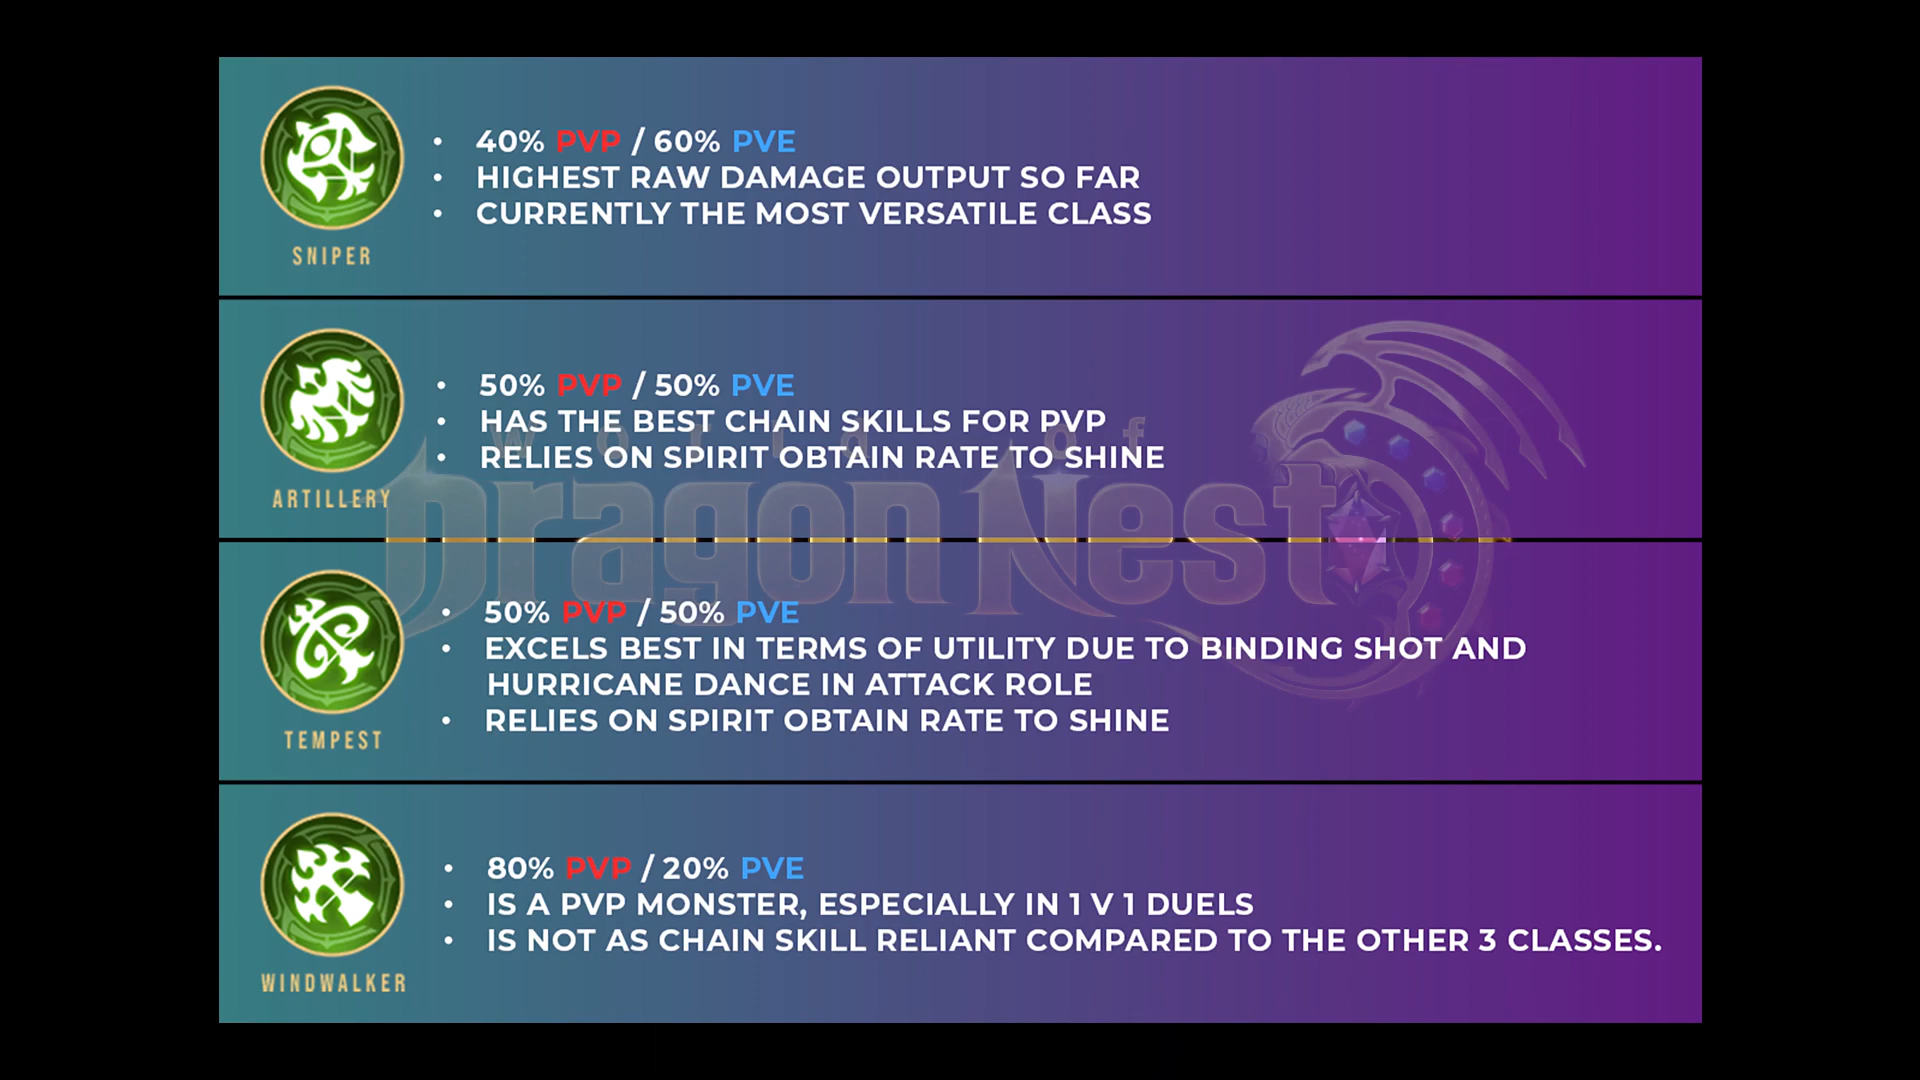 • 40% PVP / 60% PVE
• HIGHEST RAW DAMAGE OUTPUT SO FAR
• CURRENTLY THE MOST VERSATILE CLASS
SNIPER
• 50% PVP / 50% PVE
• HAS THE BEST CHAIN SKILLS FOR PVP
• RELIES ON SPIRIT OBTAIN RATE TO SHINE
ARTILLERY
World of
Dragon Nest
• 50% PVP / 50% PVE
• EXCELS BEST IN TERMS OF UTILITY DUE TO BINDING SHOT AND
HURRICANE DANCE IN ATTACK ROLE
• RELIES ON SPIRIT OBTAIN RATE TO SHINE
TEMPEST
• 80% PVP / 20% PVE
• IS A PVP MONSTER, ESPECIALLY IN 1 V 1 DUELS
• IS NOT AS CHAIN SKILL RELIANT COMPARED TO THE OTHER 3 CLASSES.
WINDWALKER